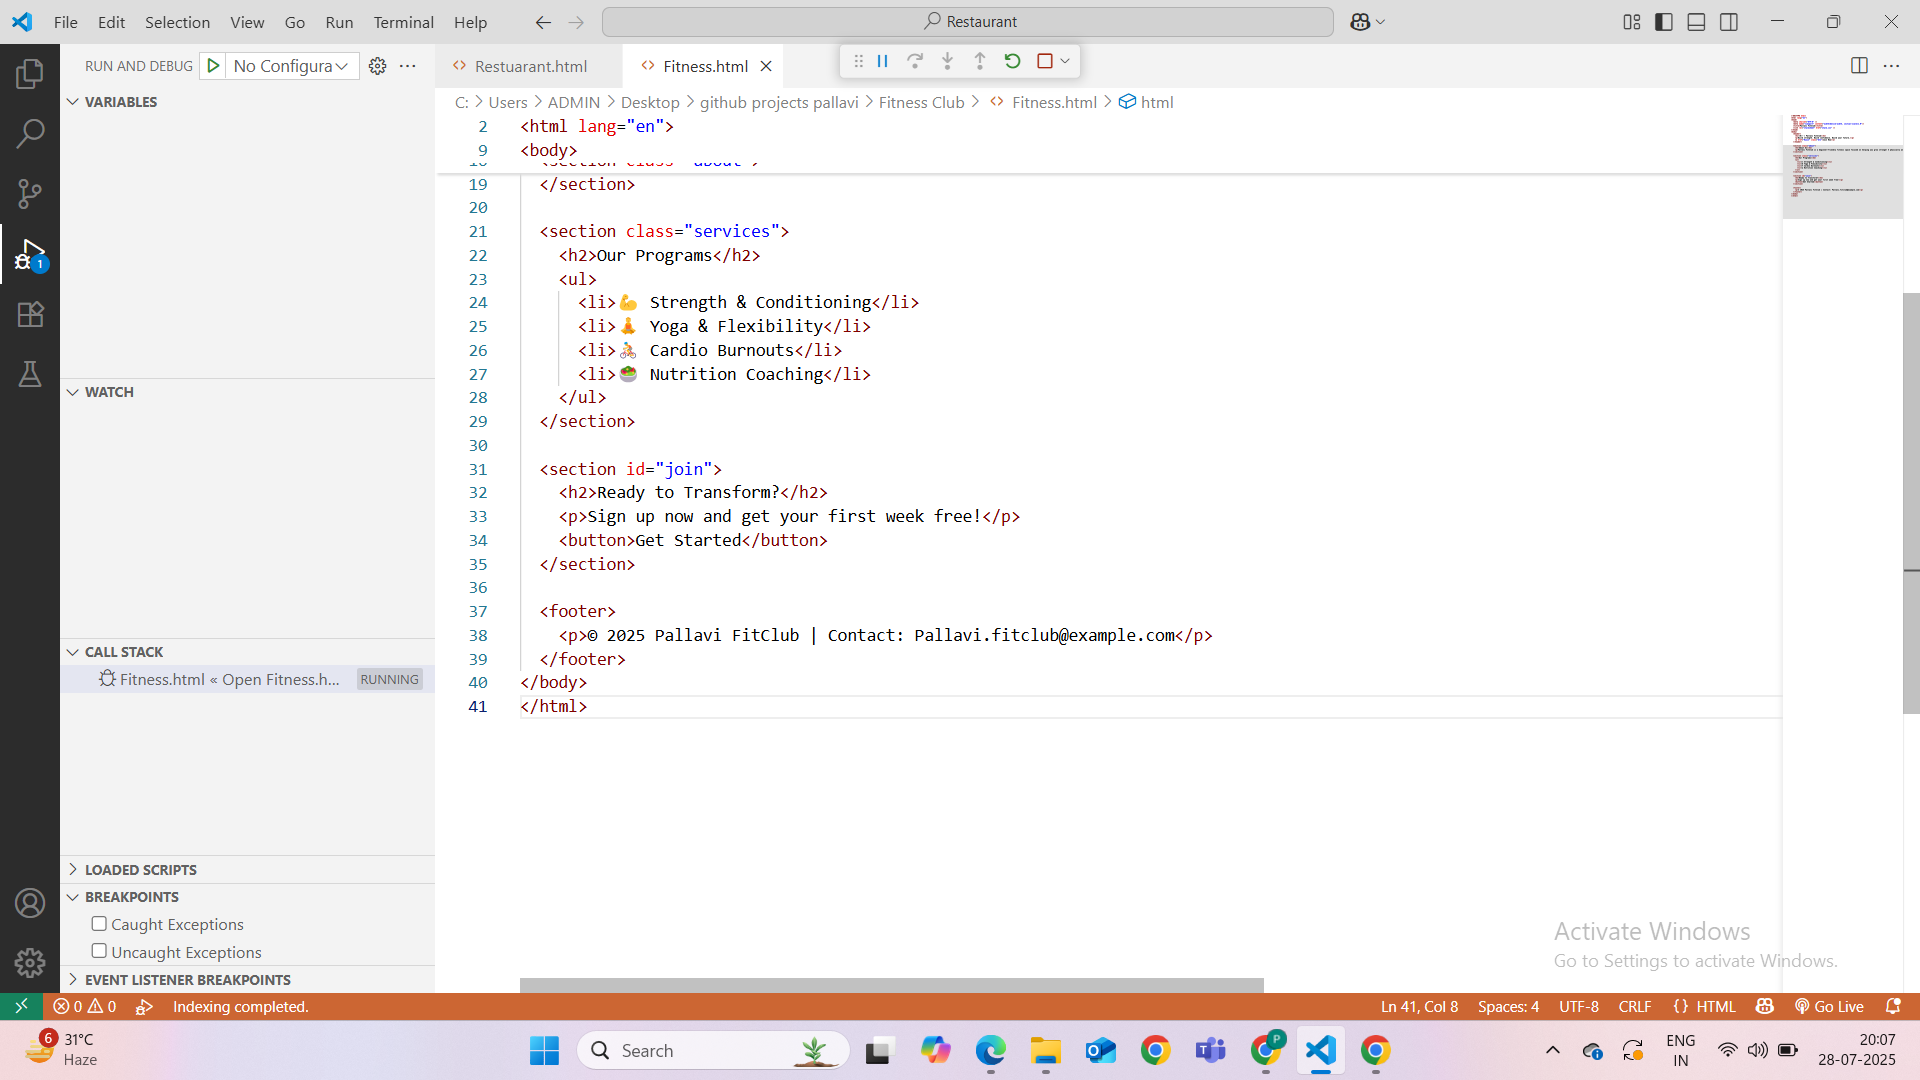 File Edit Selection View Go Run Terminal Help
Restaurant
RUN AND DEBUG No Configura
Restuarant.html
Fitness.html
C: > Users > ADMIN > Desktop > github projects pallavi > Fitness Club > Fitness.html > html
VARIABLES
WATCH
CALL STACK
Fitness.html « Open Fitness.h... RUNNING
LOADED SCRIPTS
BREAKPOINTS
Caught Exceptions
Uncaught Exceptions
EVENT LISTENER BREAKPOINTS
1
2 <html lang="en">
9 <body>
19 </section>
20
21 <section class="services">
22 <h2>Our Programs</h2>
23 <ul>
24 <li>💪 Strength & Conditioning</li>
25 <li>🧘 Yoga & Flexibility</li>
26 <li>🚴 Cardio Burnouts</li>
27 <li>🥗 Nutrition Coaching</li>
28 </ul>
29 </section>
30
31 <section id="join">
32 <h2>Ready to Transform?</h2>
33 <p>Sign up now and get your first week free!</p>
34 <button>Get Started</button>
35 </section>
36
37 <footer>
38 <p>© 2025 Pallavi FitClub | Contact: Pallavi.fitclub@example.com</p>
39 </footer>
40 </body>
41 </html>
Activate Windows
Go to Settings to activate Windows.
0 0 Indexing completed.
Ln 41, Col 8 Spaces: 4 UTF-8 CRLF {} HTML Go Live
6
31°C
Haze
Search
P
ENG
IN
20:07
28-07-2025